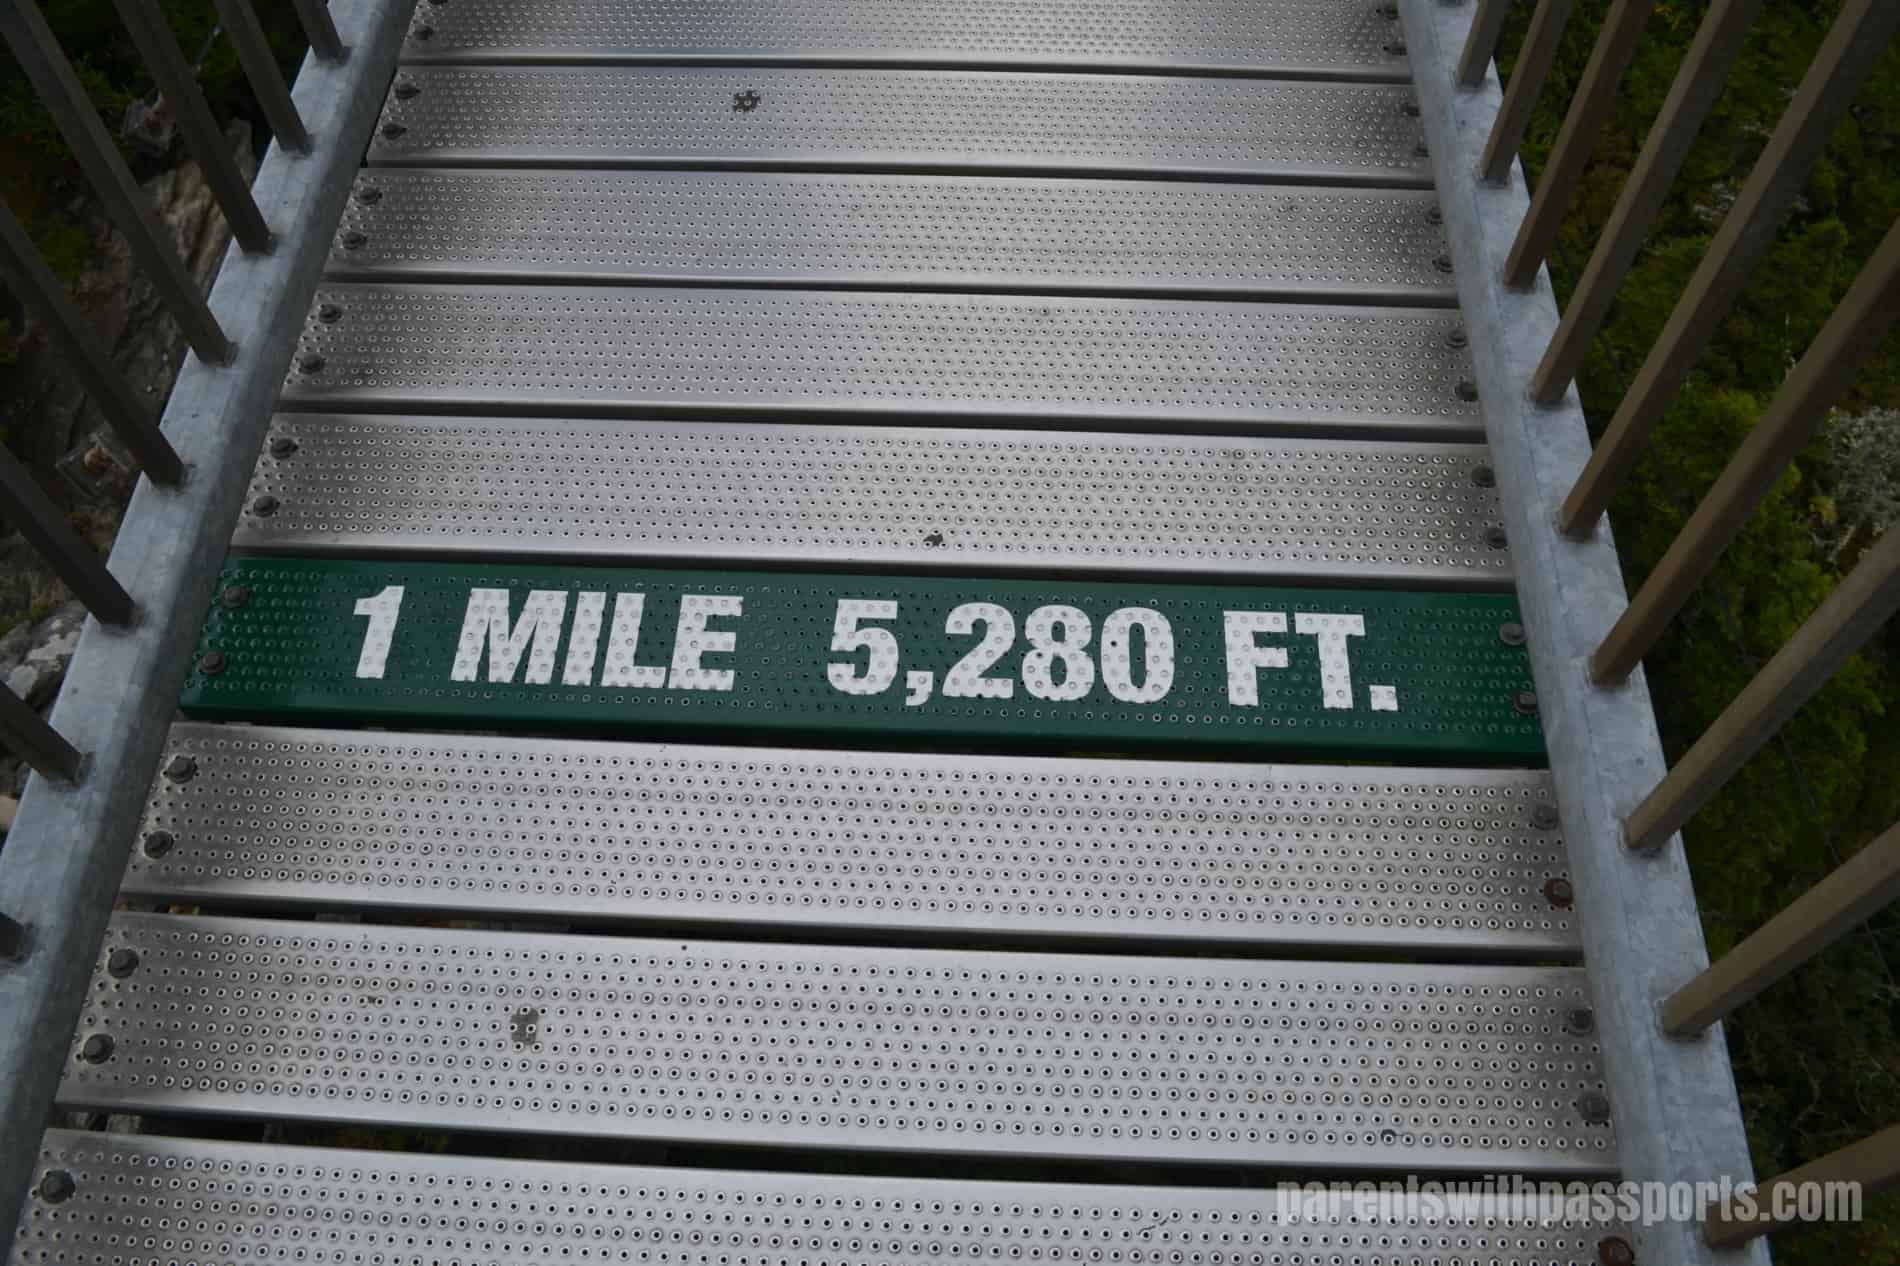 1 MILE 5,280 FT.
parentswithpassports.com